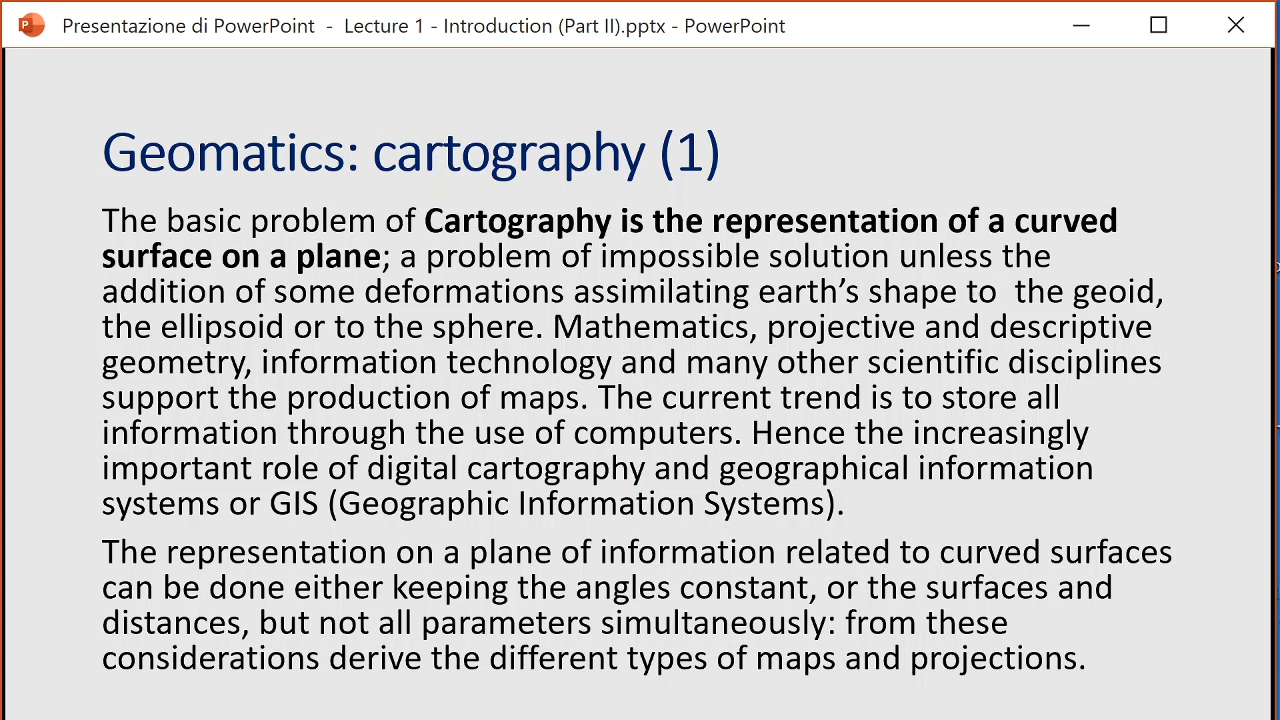 Presentazione di PowerPoint - Lecture 1 - Introduction (Part II).pptx - PowerPoint
Geomatics: cartography (1)
The basic problem of Cartography is the representation of a curved
surface on a plane; a problem of impossible solution unless the
addition of some deformations assimilating earth’s shape to  the geoid,
the ellipsoid or to the sphere. Mathematics, projective and descriptive
geometry, information technology and many other scientific disciplines
support the production of maps. The current trend is to store all
information through the use of computers. Hence the increasingly
important role of digital cartography and geographical information
systems or GIS (Geographic Information Systems).
The representation on a plane of information related to curved surfaces
can be done either keeping the angles constant, or the surfaces and
distances, but not all parameters simultaneously: from these
considerations derive the different types of maps and projections.